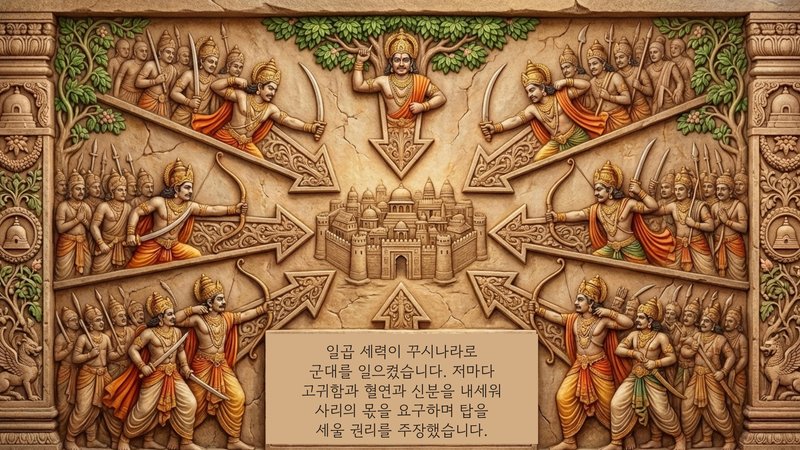 일곱 세력이 꾸시나라로
군대를 일으켰습니다. 저마다
고귀함과 혈연과 신분을 내세워
사리의 몫을 요구하며 탑을
세울 권리를 주장했습니다.